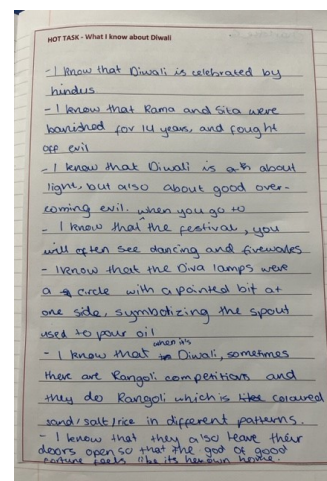 HOT TASK - What I know about Diwali
- I know that Diwali is celebrated by
hindus
- I know that Rama and Sita were
banished for 14 years, and fought
off evil
- I know that Diwali is about
light, but also about good over-
coming evil. when you go to
- I know that the festival, you
will often see dancing and fireworks
- I know that the Diva lamps were
a circle with a pointed bit at
one side, symbolizing the spout
used to pour oil
when it's
- I know that Diwali, sometimes
there are Rangoli competitions and
they do Rangoli which is coloured
sand/salt/rice in different patterns.
- I know that they also leave their
doors open so that the god of good
fortune feels like its her own home.